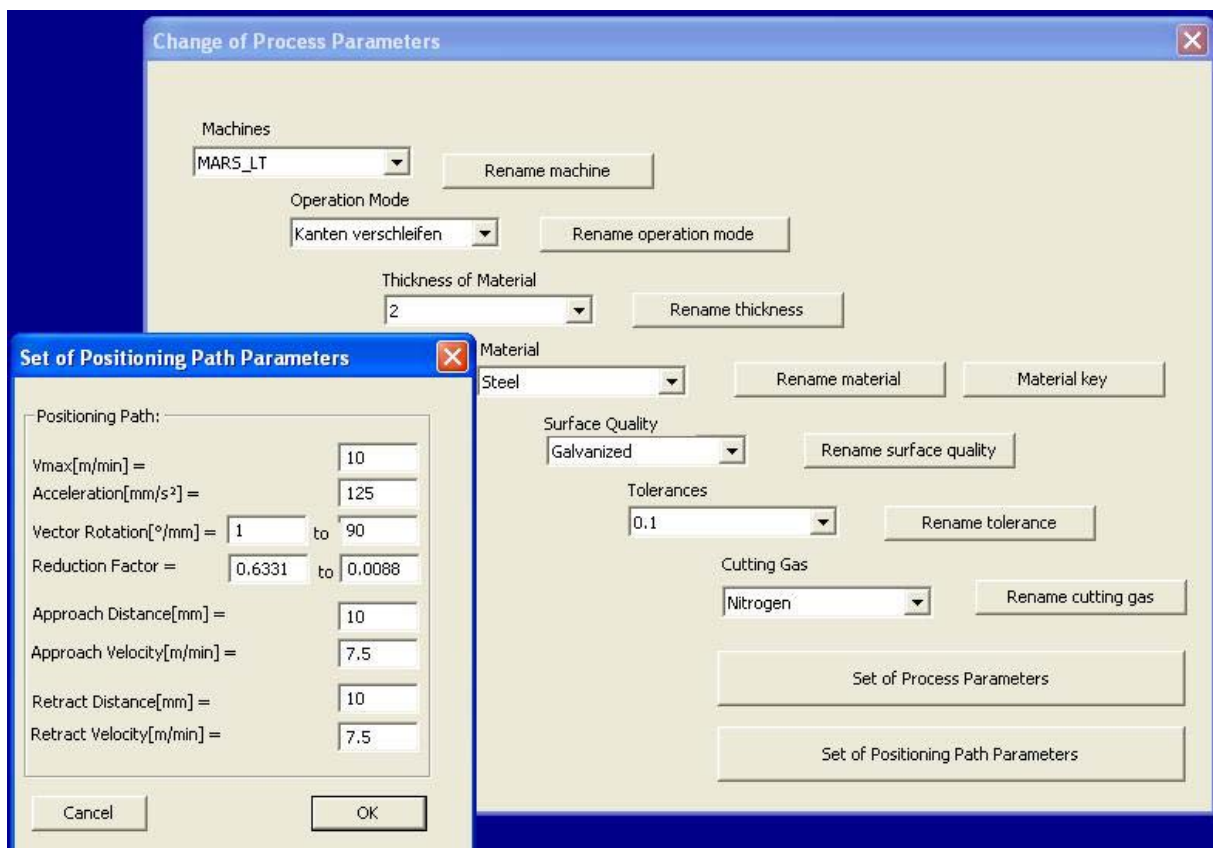 Change of Process Parameters
Machines
MARS_LT
Rename machine
Operation Mode
Kanten verschleifen
Rename operation mode
Thickness of Material
2
Rename thickness
Material
Steel
Rename material
Material key
Surface Quality
Galvanized
Rename surface quality
Tolerances
0.1
Rename tolerance
Cutting Gas
Nitrogen
Rename cutting gas
Set of Process Parameters
Set of Positioning Path Parameters
Set of Positioning Path Parameters
Positioning Path:
Vmax[m/min] = 10
Acceleration[mm/s²] = 125
Vector Rotation[°/mm] = 1 to 90
Reduction Factor = 0.6331 to 0.0088
Approach Distance[mm] = 10
Approach Velocity[m/min] = 7.5
Retract Distance[mm] = 10
Retract Velocity[m/min] = 7.5
Cancel
OK